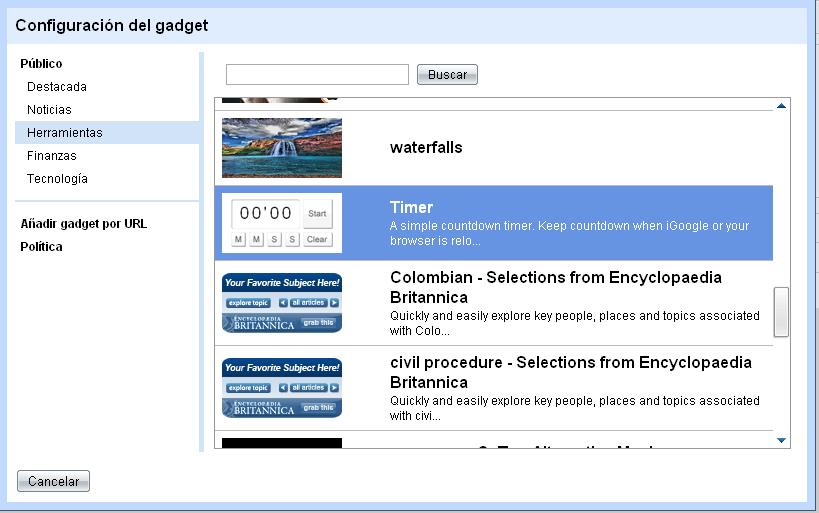 Configuración del gadget
Público
Destacada
Noticias
Herramientas
Finanzas
Tecnología
Añadir gadget por URL
Política
Buscar
waterfalls
00'00 Start
M M S S Clear
Timer
A simple countdown timer. Keep countdown when iGoogle or your
browser is relo...
Your Favorite Subject Here!
explore topic all articles
ENCYCLOPÆDIA
BRITANNICA grab this
Colombian - Selections from Encyclopaedia
Britannica
Quickly and easily explore key people, places and topics associated
with Colo...
Your Favorite Subject Here!
explore topic all articles
ENCYCLOPÆDIA
BRITANNICA grab this
civil procedure - Selections from Encyclopaedia
Britannica
Quickly and easily explore key people, places and topics associated
with civi...
Cancelar